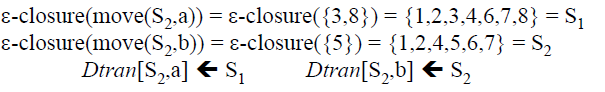 ε-closure(move(S₂,a)) = ε-closure({3,8}) = {1,2,3,4,6,7,8} = S₁
ε-closure(move(S₂,b)) = ε-closure({5}) = {1,2,4,5,6,7} = S₂
Dtran[S₂,a] 🡸 S₁ Dtran[S₂,b] 🡸 S₂